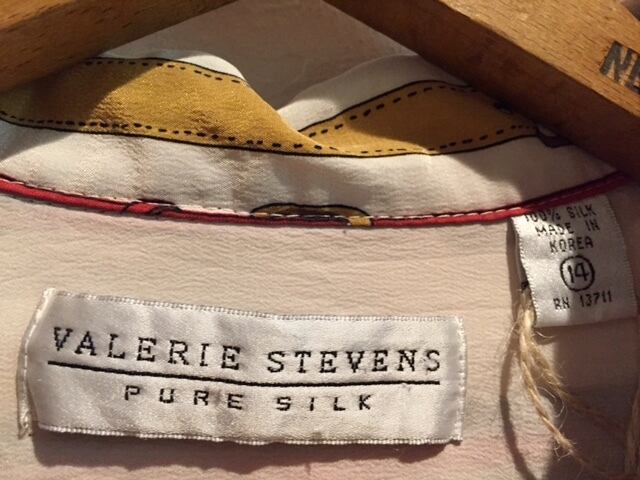 VALERIE STEVENS
PURE SILK
100% SILK
MADE IN
KOREA
14
RN 13711